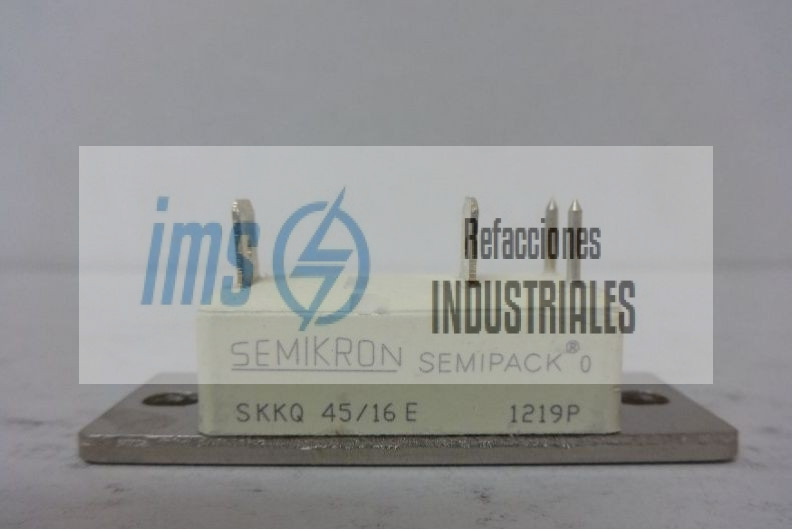 ims
Refacciones
INDUSTRIALES
SEMIKRON SEMIPACK® 0
SKKQ 45/16 E 1219P